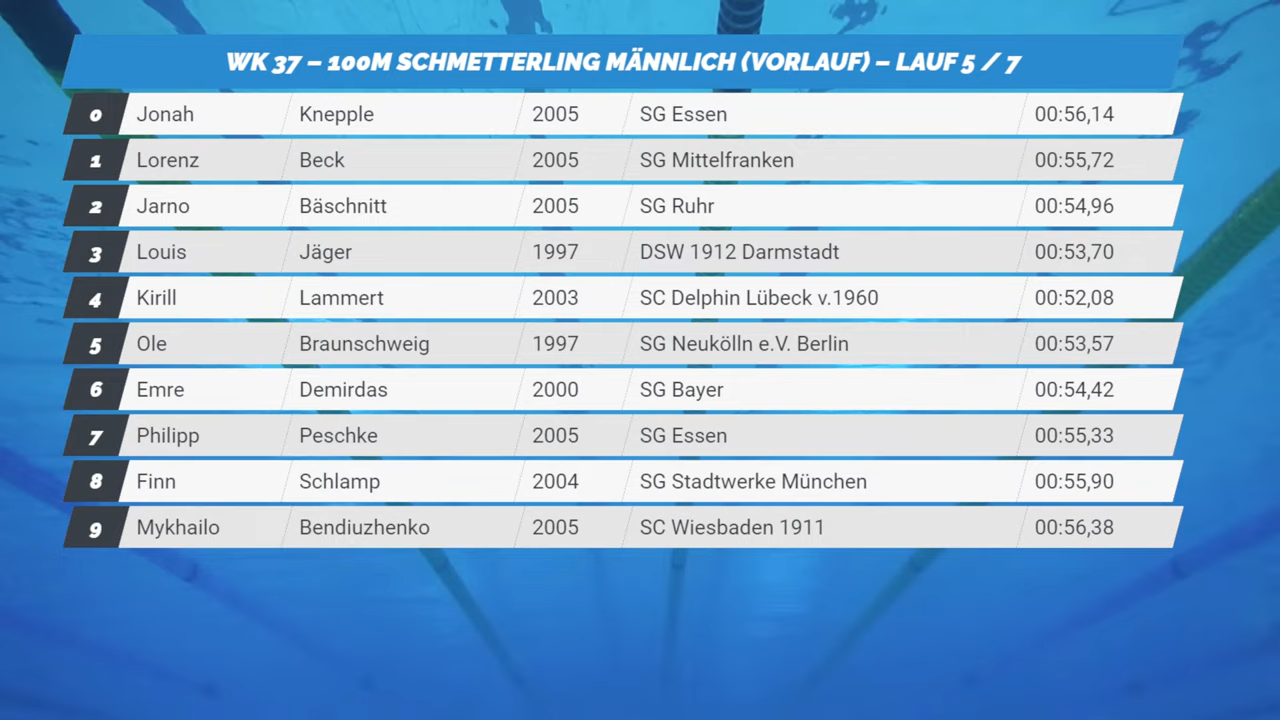 WK 37 – 100M SCHMETTERLING MÄNNLICH (VORLAUF) – LAUF 5 / 7
0 Jonah Knepple 2005 SG Essen 00:56,14
1 Lorenz Beck 2005 SG Mittelfranken 00:55,72
2 Jarno Bäschnitt 2005 SG Ruhr 00:54,96
3 Louis Jäger 1997 DSW 1912 Darmstadt 00:53,70
4 Kirill Lammert 2003 SC Delphin Lübeck v.1960 00:52,08
5 Ole Braunschweig 1997 SG Neukölln e.V. Berlin 00:53,57
6 Emre Demirdas 2000 SG Bayer 00:54,42
7 Philipp Peschke 2005 SG Essen 00:55,33
8 Finn Schlamp 2004 SG Stadtwerke München 00:55,90
9 Mykhailo Bendiuzhenko 2005 SC Wiesbaden 1911 00:56,38